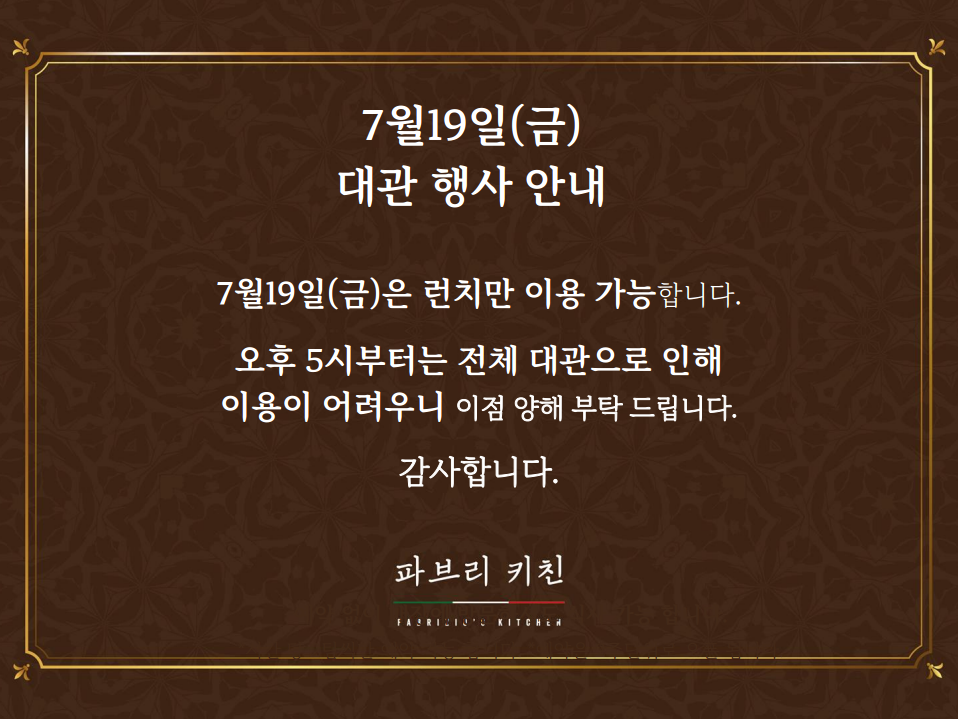 7월19일(금)
대관 행사 안내
7월19일(금)은 런치만 이용 가능합니다.
오후 5시부터는 전체 대관으로 인해
이용이 어려우니 이점 양해 부탁 드립니다.
감사합니다.
파브리 키친
FABRIZIO'S KITCHEN